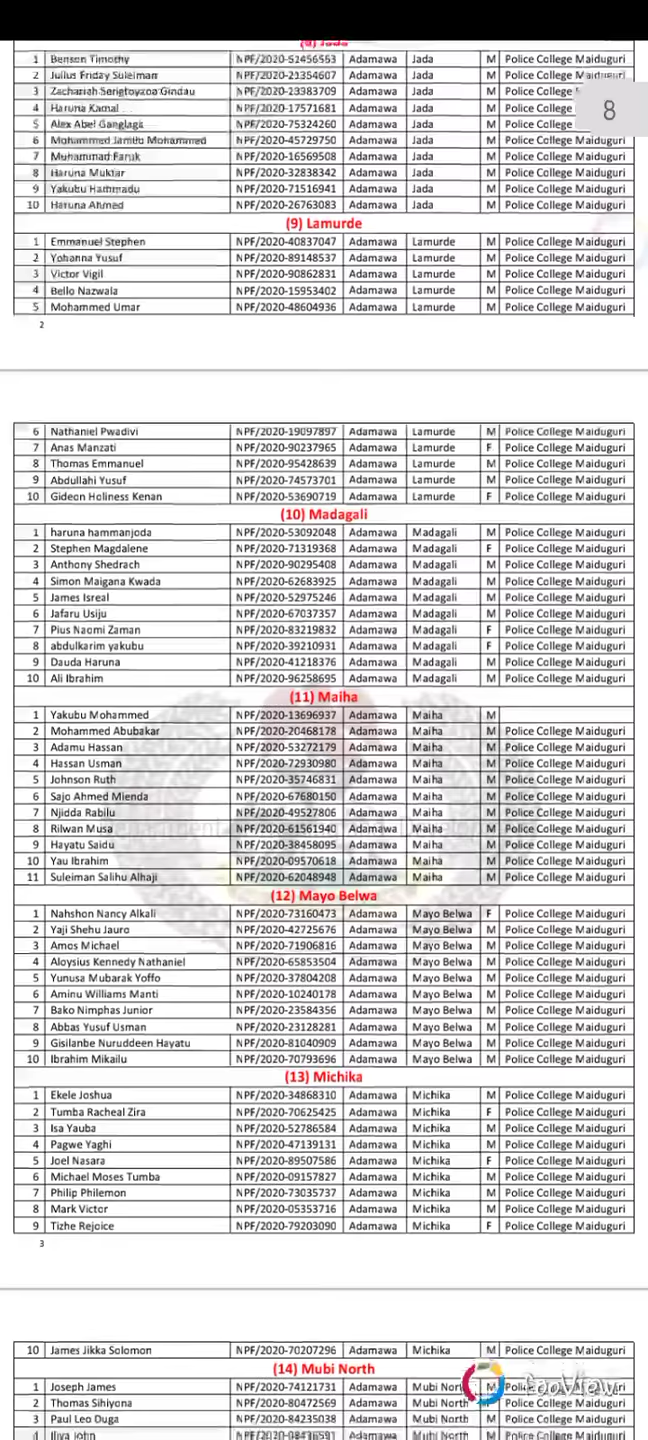 (8) Jada
1 Benson Timothy NPF/2020-51456553 Adamawa Jada M Police College Maiduguri
2 Julius Friday Suleiman NPF/2020-21354607 Adamawa Jada M Police College Maiduguri
3 NPF/2020-23383709 Adamawa Jada M Police College
8
4 Haruna Kamal NPF/2020-17571681 Adamawa Jada M Police College
5 Alex Abel Ganglaga NPF/2020-75324260 Adamawa Jada M Police College
6 Mohammed Jamilu Mohammed NPF/2020-45729750 Adamawa Jada M Police College Maiduguri
7 Muhammad Faruk NPF/2020-16569508 Adamawa Jada M Police College Maiduguri
8 Haruna Muktar NPF/2020-32838342 Adamawa Jada M Police College Maiduguri
9 Yakubu Hammadu NPF/2020-71516941 Adamawa Jada M Police College Maiduguri
10 Haruna Ahmed NPF/2020-26763083 Adamawa Jada M Police College Maiduguri
(9) Lamurde
1 Emmanuel Stephen NPF/2020-40837047 Adamawa Lamurde M Police College Maiduguri
2 Yohanna Yusuf NPF/2020-89148537 Adamawa Lamurde M Police College Maiduguri
3 Victor Vigil NPF/2020-90862831 Adamawa Lamurde M Police College Maiduguri
4 Bello Nazwala NPF/2020-15953402 Adamawa Lamurde M Police College Maiduguri
5 Mohammed Umar NPF/2020-48604936 Adamawa Lamurde M Police College Maiduguri
2
6 Nathaniel Pwadivi NPF/2020-19097897 Adamawa Lamurde M Police College Maiduguri
7 Anas Manzati NPF/2020-90237965 Adamawa Lamurde F Police College Maiduguri
8 Thomas Emmanuel NPF/2020-95428639 Adamawa Lamurde M Police College Maiduguri
9 Abdullahi Yusuf NPF/2020-74573701 Adamawa Lamurde M Police College Maiduguri
10 Gideon Holiness Kenan NPF/2020-53690719 Adamawa Lamurde F Police College Maiduguri
(10) Madagali
1 haruna hammanjoda NPF/2020-53092048 Adamawa Madagali M Police College Maiduguri
2 Stephen Magdalene NPF/2020-71319368 Adamawa Madagali F Police College Maiduguri
3 Anthony Shedrach NPF/2020-90295408 Adamawa Madagali M Police College Maiduguri
4 Simon Maigana Kwada NPF/2020-62683925 Adamawa Madagali M Police College Maiduguri
5 James Isreal NPF/2020-52975246 Adamawa Madagali M Police College Maiduguri
6 Jafaru Usiju NPF/2020-67037357 Adamawa Madagali M Police College Maiduguri
7 Pius Naomi Zaman NPF/2020-83219832 Adamawa Madagali F Police College Maiduguri
8 abdulkarim yakubu NPF/2020-39210931 Adamawa Madagali F Police College Maiduguri
9 Dauda Haruna NPF/2020-41218376 Adamawa Madagali M Police College Maiduguri
10 Ali Ibrahim NPF/2020-96258695 Adamawa Madagali M Police College Maiduguri
(11) Maiha
1 Yakubu Mohammed NPF/2020-13696937 Adamawa Maiha M
2 Mohammed Abubakar NPF/2020-20468178 Adamawa Maiha M Police College Maiduguri
3 Adamu Hassan NPF/2020-53272179 Adamawa Maiha M Police College Maiduguri
4 Hassan Usman NPF/2020-72930980 Adamawa Maiha M Police College Maiduguri
5 Johnson Ruth NPF/2020-35746831 Adamawa Maiha M Police College Maiduguri
6 Sajo Ahmed Mienda NPF/2020-67680150 Adamawa Maiha M Police College Maiduguri
7 Njidda Rabilu NPF/2020-49527806 Adamawa Maiha M Police College Maiduguri
8 Rilwan Musa NPF/2020-61561940 Adamawa Maiha M Police College Maiduguri
9 Hayatu Saidu NPF/2020-38458095 Adamawa Maiha M Police College Maiduguri
10 Yau Ibrahim NPF/2020-09570618 Adamawa Maiha M Police College Maiduguri
11 Suleiman Salihu Alhaji NPF/2020-62048948 Adamawa Maiha M Police College Maiduguri
(12) Mayo Belwa
1 Nahshon Nancy Alkali NPF/2020-73160473 Adamawa Mayo Belwa F Police College Maiduguri
2 Yaji Shehu Jauro NPF/2020-42725676 Adamawa Mayo Belwa M Police College Maiduguri
3 Amos Michael NPF/2020-71906816 Adamawa Mayo Belwa M Police College Maiduguri
4 Aloysius Kennedy Nathaniel NPF/2020-65853504 Adamawa Mayo Belwa M Police College Maiduguri
5 Yunusa Mubarak Yoffo NPF/2020-37804208 Adamawa Mayo Belwa M Police College Maiduguri
6 Aminu Williams Manti NPF/2020-10240178 Adamawa Mayo Belwa M Police College Maiduguri
7 Bako Nimphas Junior NPF/2020-23584356 Adamawa Mayo Belwa M Police College Maiduguri
8 Abbas Yusuf Usman NPF/2020-23128281 Adamawa Mayo Belwa M Police College Maiduguri
9 Gisilanbe Nuruddeen Hayatu NPF/2020-81040909 Adamawa Mayo Belwa M Police College Maiduguri
10 Ibrahim Mikailu NPF/2020-70793696 Adamawa Mayo Belwa M Police College Maiduguri
(13) Michika
1 Ekele Joshua NPF/2020-34868310 Adamawa Michika M Police College Maiduguri
2 Tumba Racheal Zira NPF/2020-70625425 Adamawa Michika F Police College Maiduguri
3 Isa Yauba NPF/2020-52786584 Adamawa Michika M Police College Maiduguri
4 Pagwe Yaghi NPF/2020-47139131 Adamawa Michika M Police College Maiduguri
5 Joel Nasara NPF/2020-89507586 Adamawa Michika F Police College Maiduguri
6 Michael Moses Tumba NPF/2020-09157827 Adamawa Michika M Police College Maiduguri
7 Philip Philemon NPF/2020-73035737 Adamawa Michika M Police College Maiduguri
8 Mark Victor NPF/2020-05353716 Adamawa Michika M Police College Maiduguri
9 Tizhe Rejoice NPF/2020-79203090 Adamawa Michika F Police College Maiduguri
3
10 James Jikka Solomon NPF/2020-70207296 Adamawa Michika M Police College Maiduguri
(14) Mubi North
1 Joseph James NPF/2020-74121731 Adamawa Mubi North M
2 Thomas Sihiyona NPF/2020-80472569 Adamawa Mubi North M Police College Maiduguri
3 Paul Leo Duga NPF/2020-84235038 Adamawa Mubi North M Police College Maiduguri
4 Iliya john Adamawa Mubi North M Police College Maiduguri